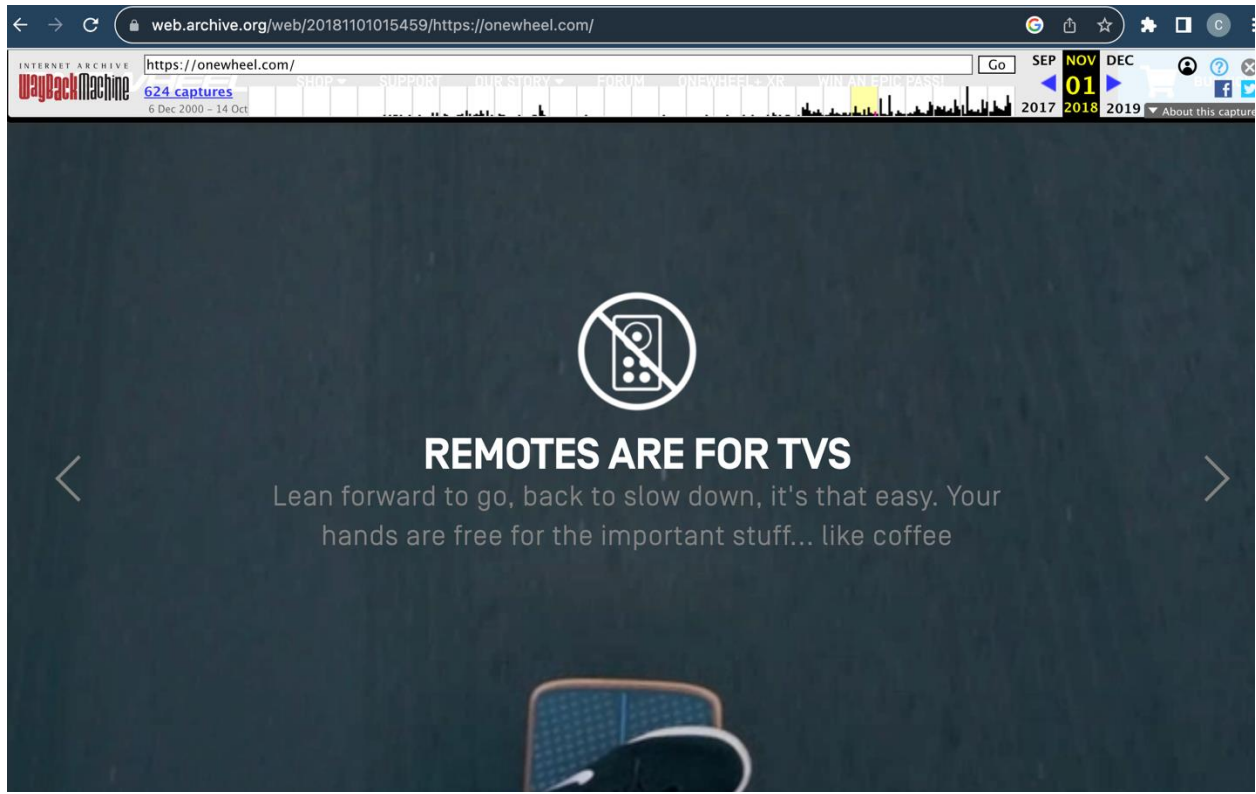 web.archive.org/web/20181101015459/https://onewheel.com/
INTERNET ARCHIVE
WayBackMachine
https://onewheel.com/
Go
SEP NOV DEC
01
2017 2018 2019
624 captures
6 Dec 2000 – 14 Oct
About this capture
SHOP SUPPORT OUR STORY FORUM ONEWHEEL+ X WIN AN EPIC PASS!
REMOTES ARE FOR TVS
Lean forward to go, back to slow down, it's that easy. Your
hands are free for the important stuff... like coffee